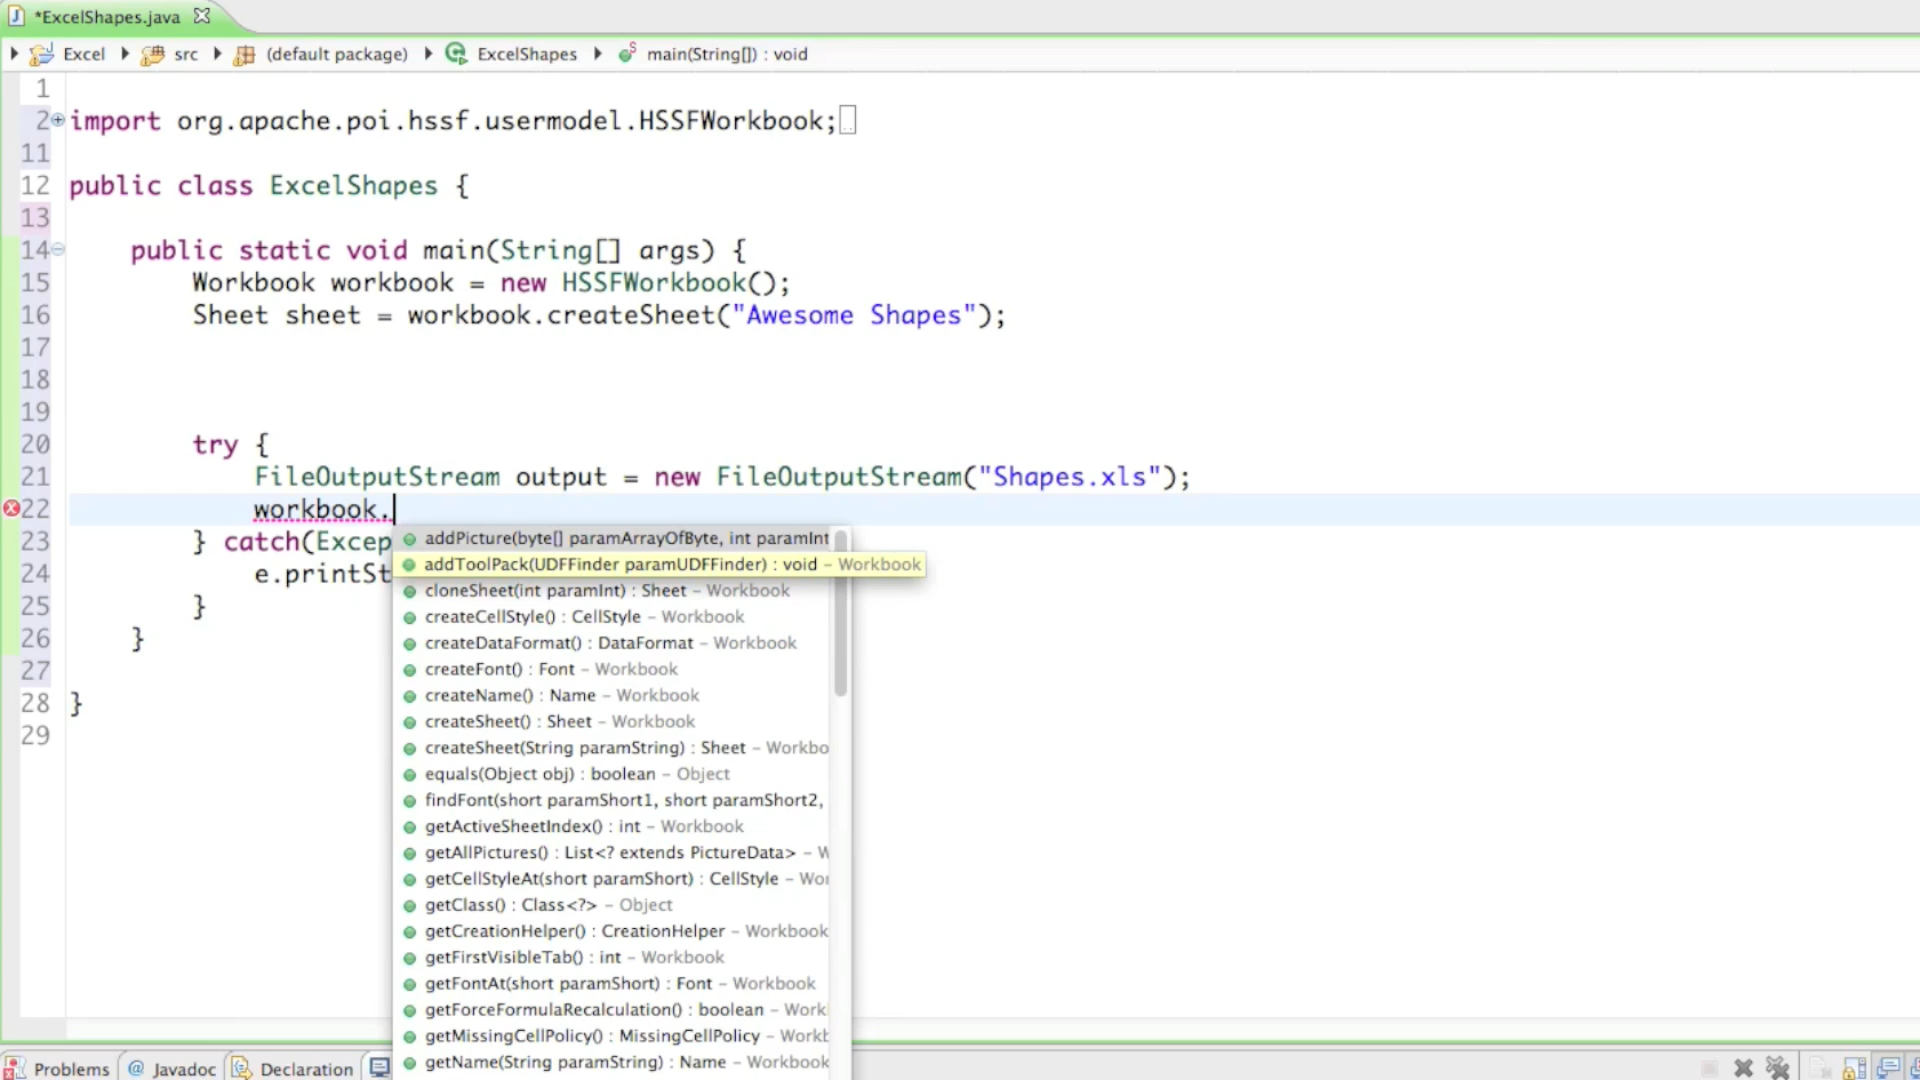 *ExcelShapes.java
Excel src (default package) ExcelShapes main(String[]) : void
1
2 import org.apache.poi.hssf.usermodel.HSSFWorkbook;
11
12 public class ExcelShapes {
13
14 public static void main(String[] args) {
15 Workbook workbook = new HSSFWorkbook();
16 Sheet sheet = workbook.createSheet("Awesome Shapes");
17
18
19
20 try {
21 FileOutputStream output = new FileOutputStream("Shapes.xls");
22 workbook.
23 } catch(Excep
24 e.printSt
25 }
26 }
27
28 }
29
addPicture(byte[] paramArrayOfByte, int paramInt
addToolPack(UDFFinder paramUDFFinder) : void - Workbook
cloneSheet(int paramInt) : Sheet - Workbook
createCellStyle() : CellStyle - Workbook
createDataFormat() : DataFormat - Workbook
createFont() : Font - Workbook
createName() : Name - Workbook
createSheet() : Sheet - Workbook
createSheet(String paramString) : Sheet - Workbo
equals(Object obj) : boolean - Object
findFont(short paramShort1, short paramShort2,
getActiveSheetIndex() : int - Workbook
getAllPictures() : List<? extends PictureData> - W
getCellStyleAt(short paramShort) : CellStyle - Wor
getClass() : Class<?> - Object
getCreationHelper() : CreationHelper - Workbook
getFirstVisibleTab() : int - Workbook
getFontAt(short paramShort) : Font - Workbook
getForceFormulaRecalculation() : boolean - Work
getMissingCellPolicy() : MissingCellPolicy - Workb
getName(String paramString) : Name - Workbook
Problems @ Javadoc Declaration